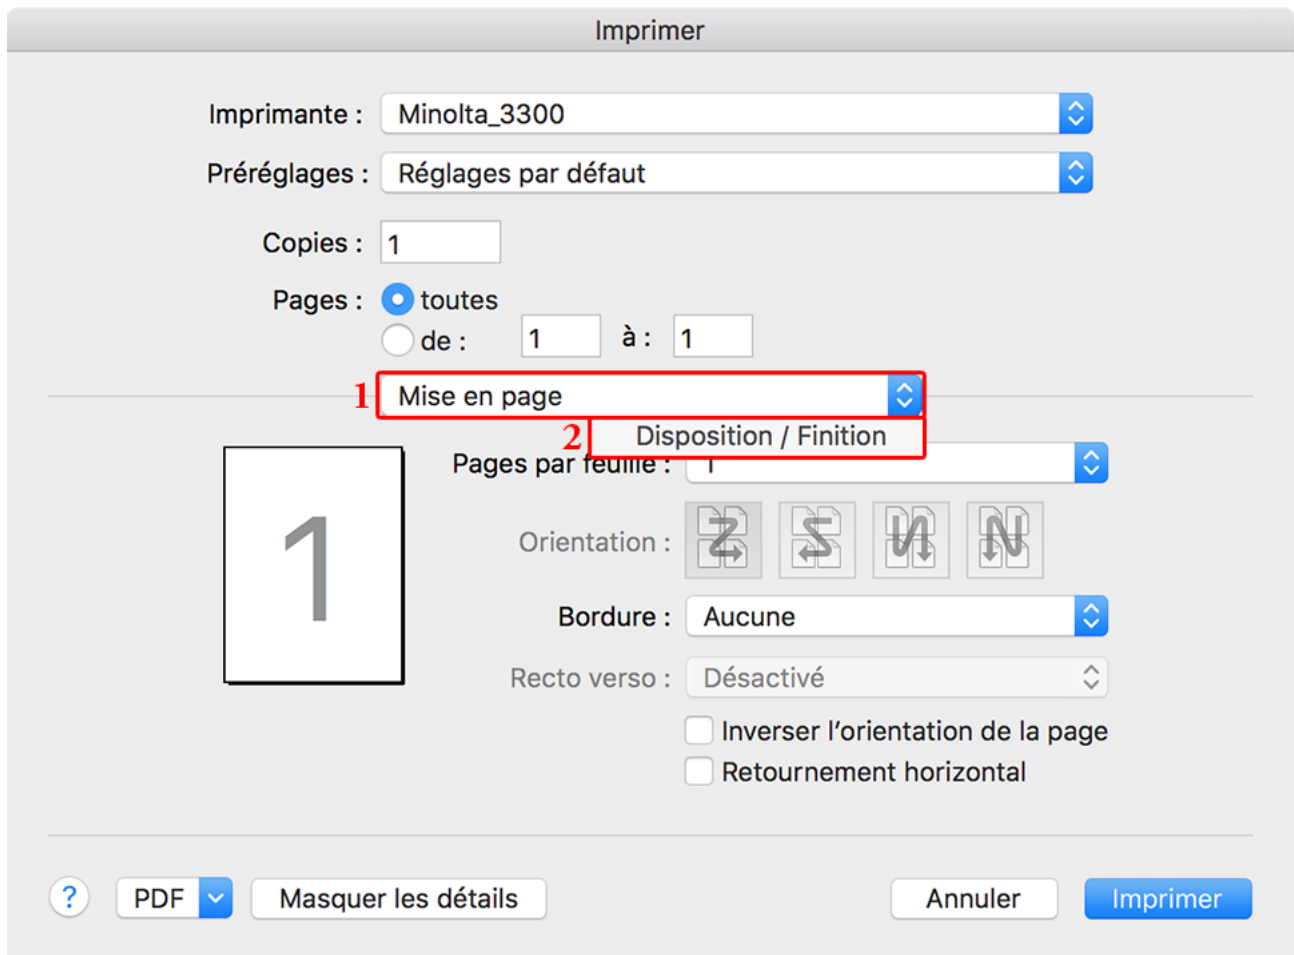 Imprimer
Imprimante : Minolta_3300
Préréglages : Réglages par défaut
Copies : 1
Pages : toutes
de : 1 à : 1
1 Mise en page
2 Disposition / Finition
Pages par feuille : 1
1
Orientation :
Bordure : Aucune
Recto verso : Désactivé
Inverser l’orientation de la page
Retournement horizontal
? PDF Masquer les détails Annuler Imprimer